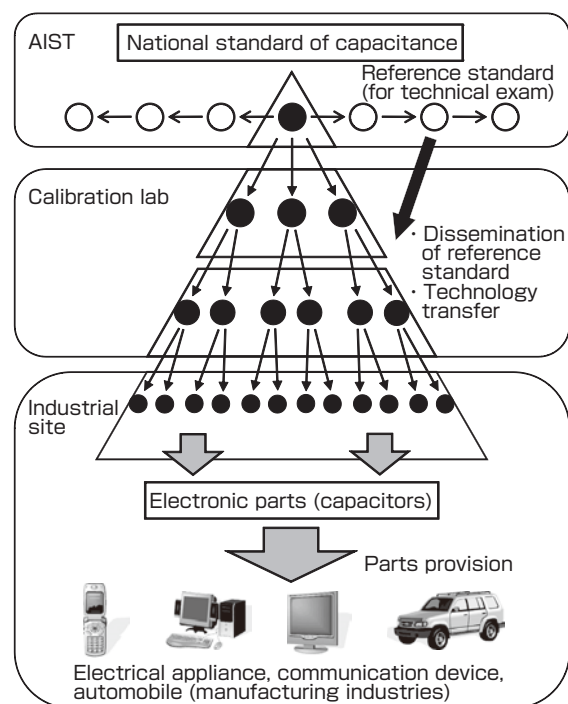 AIST
National standard of capacitance
Reference standard
(for technical exam)
Calibration lab
・Dissemination
of reference
standard
・Technology
transfer
Industrial
site
Electronic parts (capacitors)
Parts provision
Electrical appliance, communication device,
automobile (manufacturing industries)